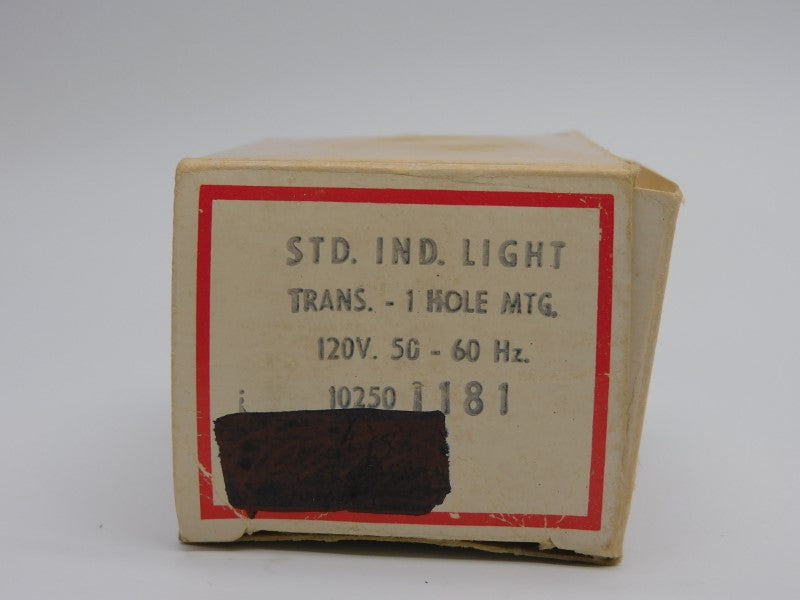 STD. IND. LIGHT
TRANS. - 1 HOLE MTG.
120V. 50 - 60 Hz.
10250 T181